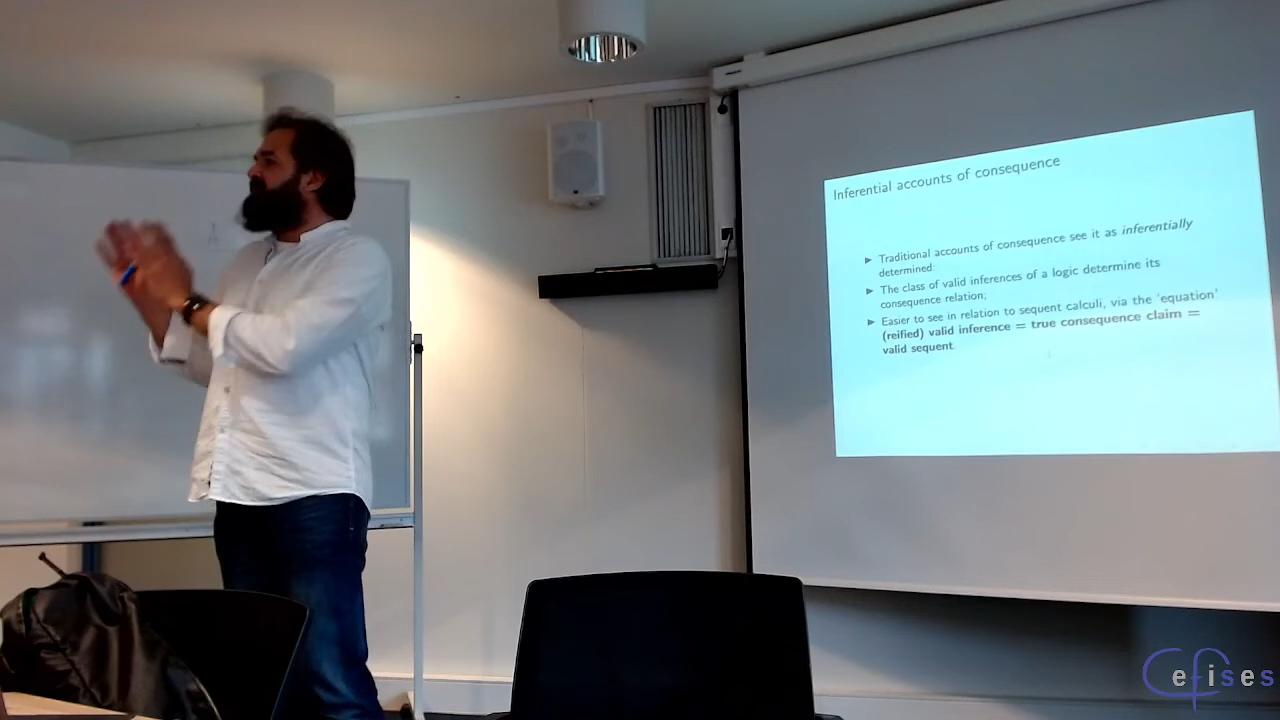 Inferential accounts of consequence
▶ Traditional accounts of consequence see it as inferentially
determined:
▶ The class of valid inferences of a logic determine its
consequence relation;
▶ Easier to see in relation to sequent calculi, via the ‘equation’
(reified) valid inference = true consequence claim =
valid sequent
Cefises